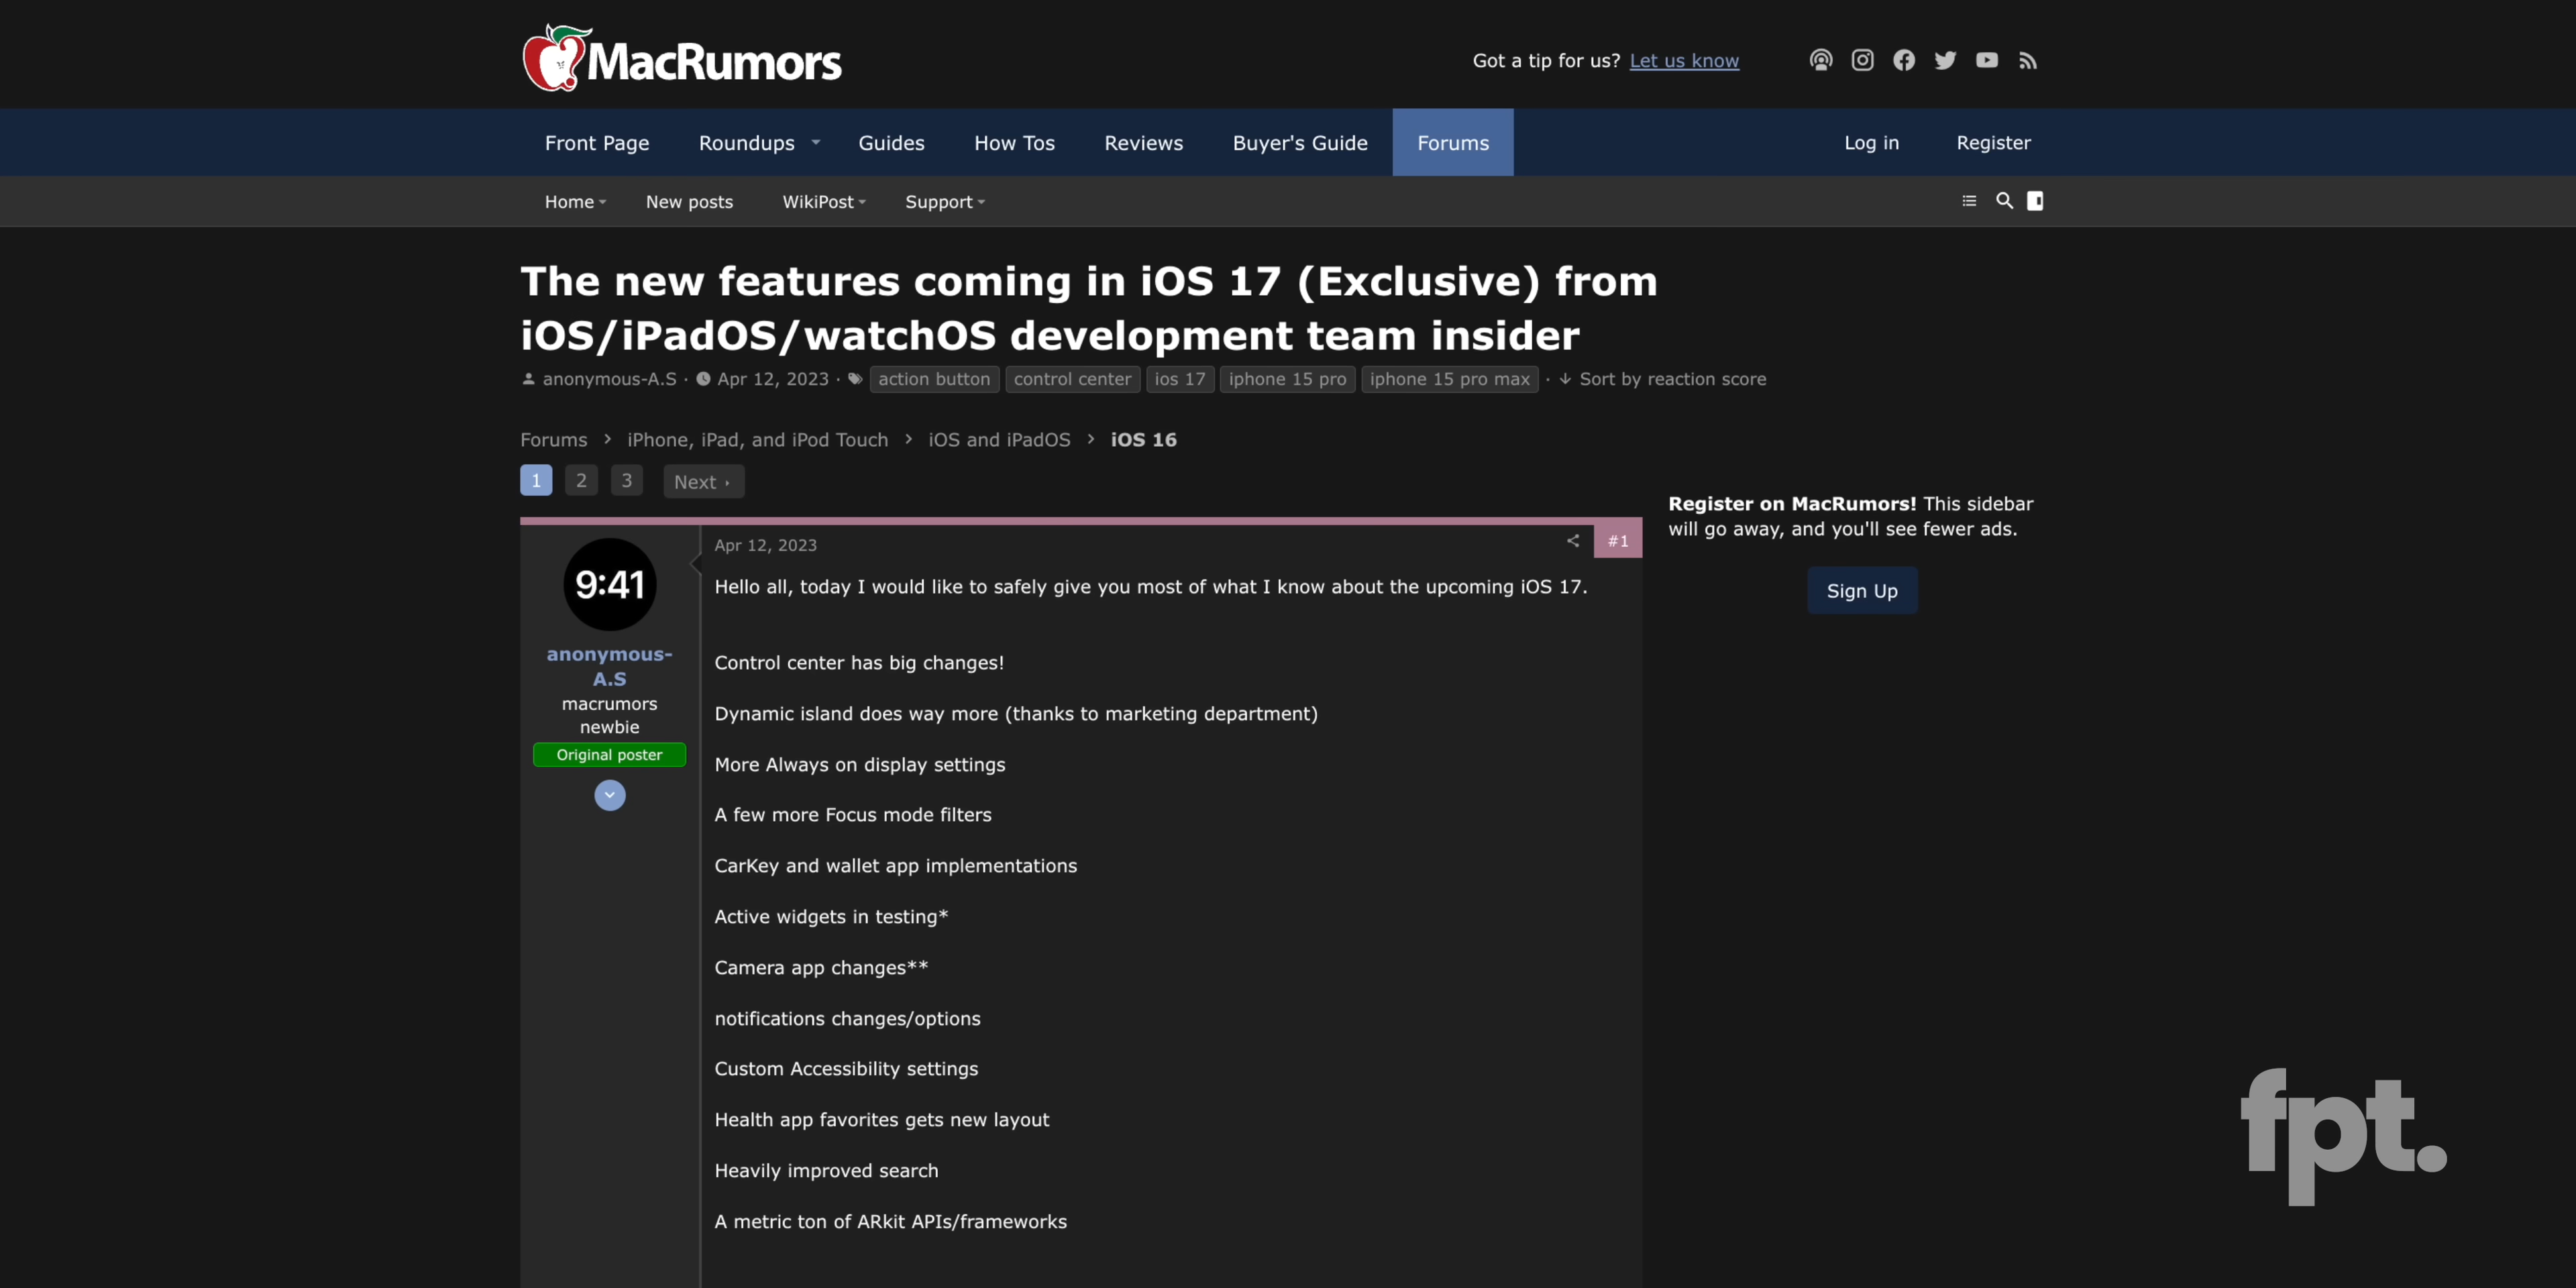 MacRumors
Got a tip for us? Let us know
Front Page Roundups Guides How Tos Reviews Buyer's Guide Forums Log in Register
Home New posts WikiPost Support
The new features coming in iOS 17 (Exclusive) from
iOS/iPadOS/watchOS development team insider
anonymous-A.S · Apr 12, 2023 · action button control center ios 17 iphone 15 pro iphone 15 pro max · Sort by reaction score
Forums > iPhone, iPad, and iPod Touch > iOS and iPadOS > iOS 16
1 2 3 Next
Register on MacRumors! This sidebar
will go away, and you'll see fewer ads.
Sign Up
9:41
anonymous-
A.S
macrumors
newbie
Original poster
Apr 12, 2023 #1
Hello all, today I would like to safely give you most of what I know about the upcoming iOS 17.
Control center has big changes!
Dynamic island does way more (thanks to marketing department)
More Always on display settings
A few more Focus mode filters
CarKey and wallet app implementations
Active widgets in testing*
Camera app changes**
notifications changes/options
Custom Accessibility settings
Health app favorites gets new layout
Heavily improved search
A metric ton of ARkit APIs/frameworks
fpt.